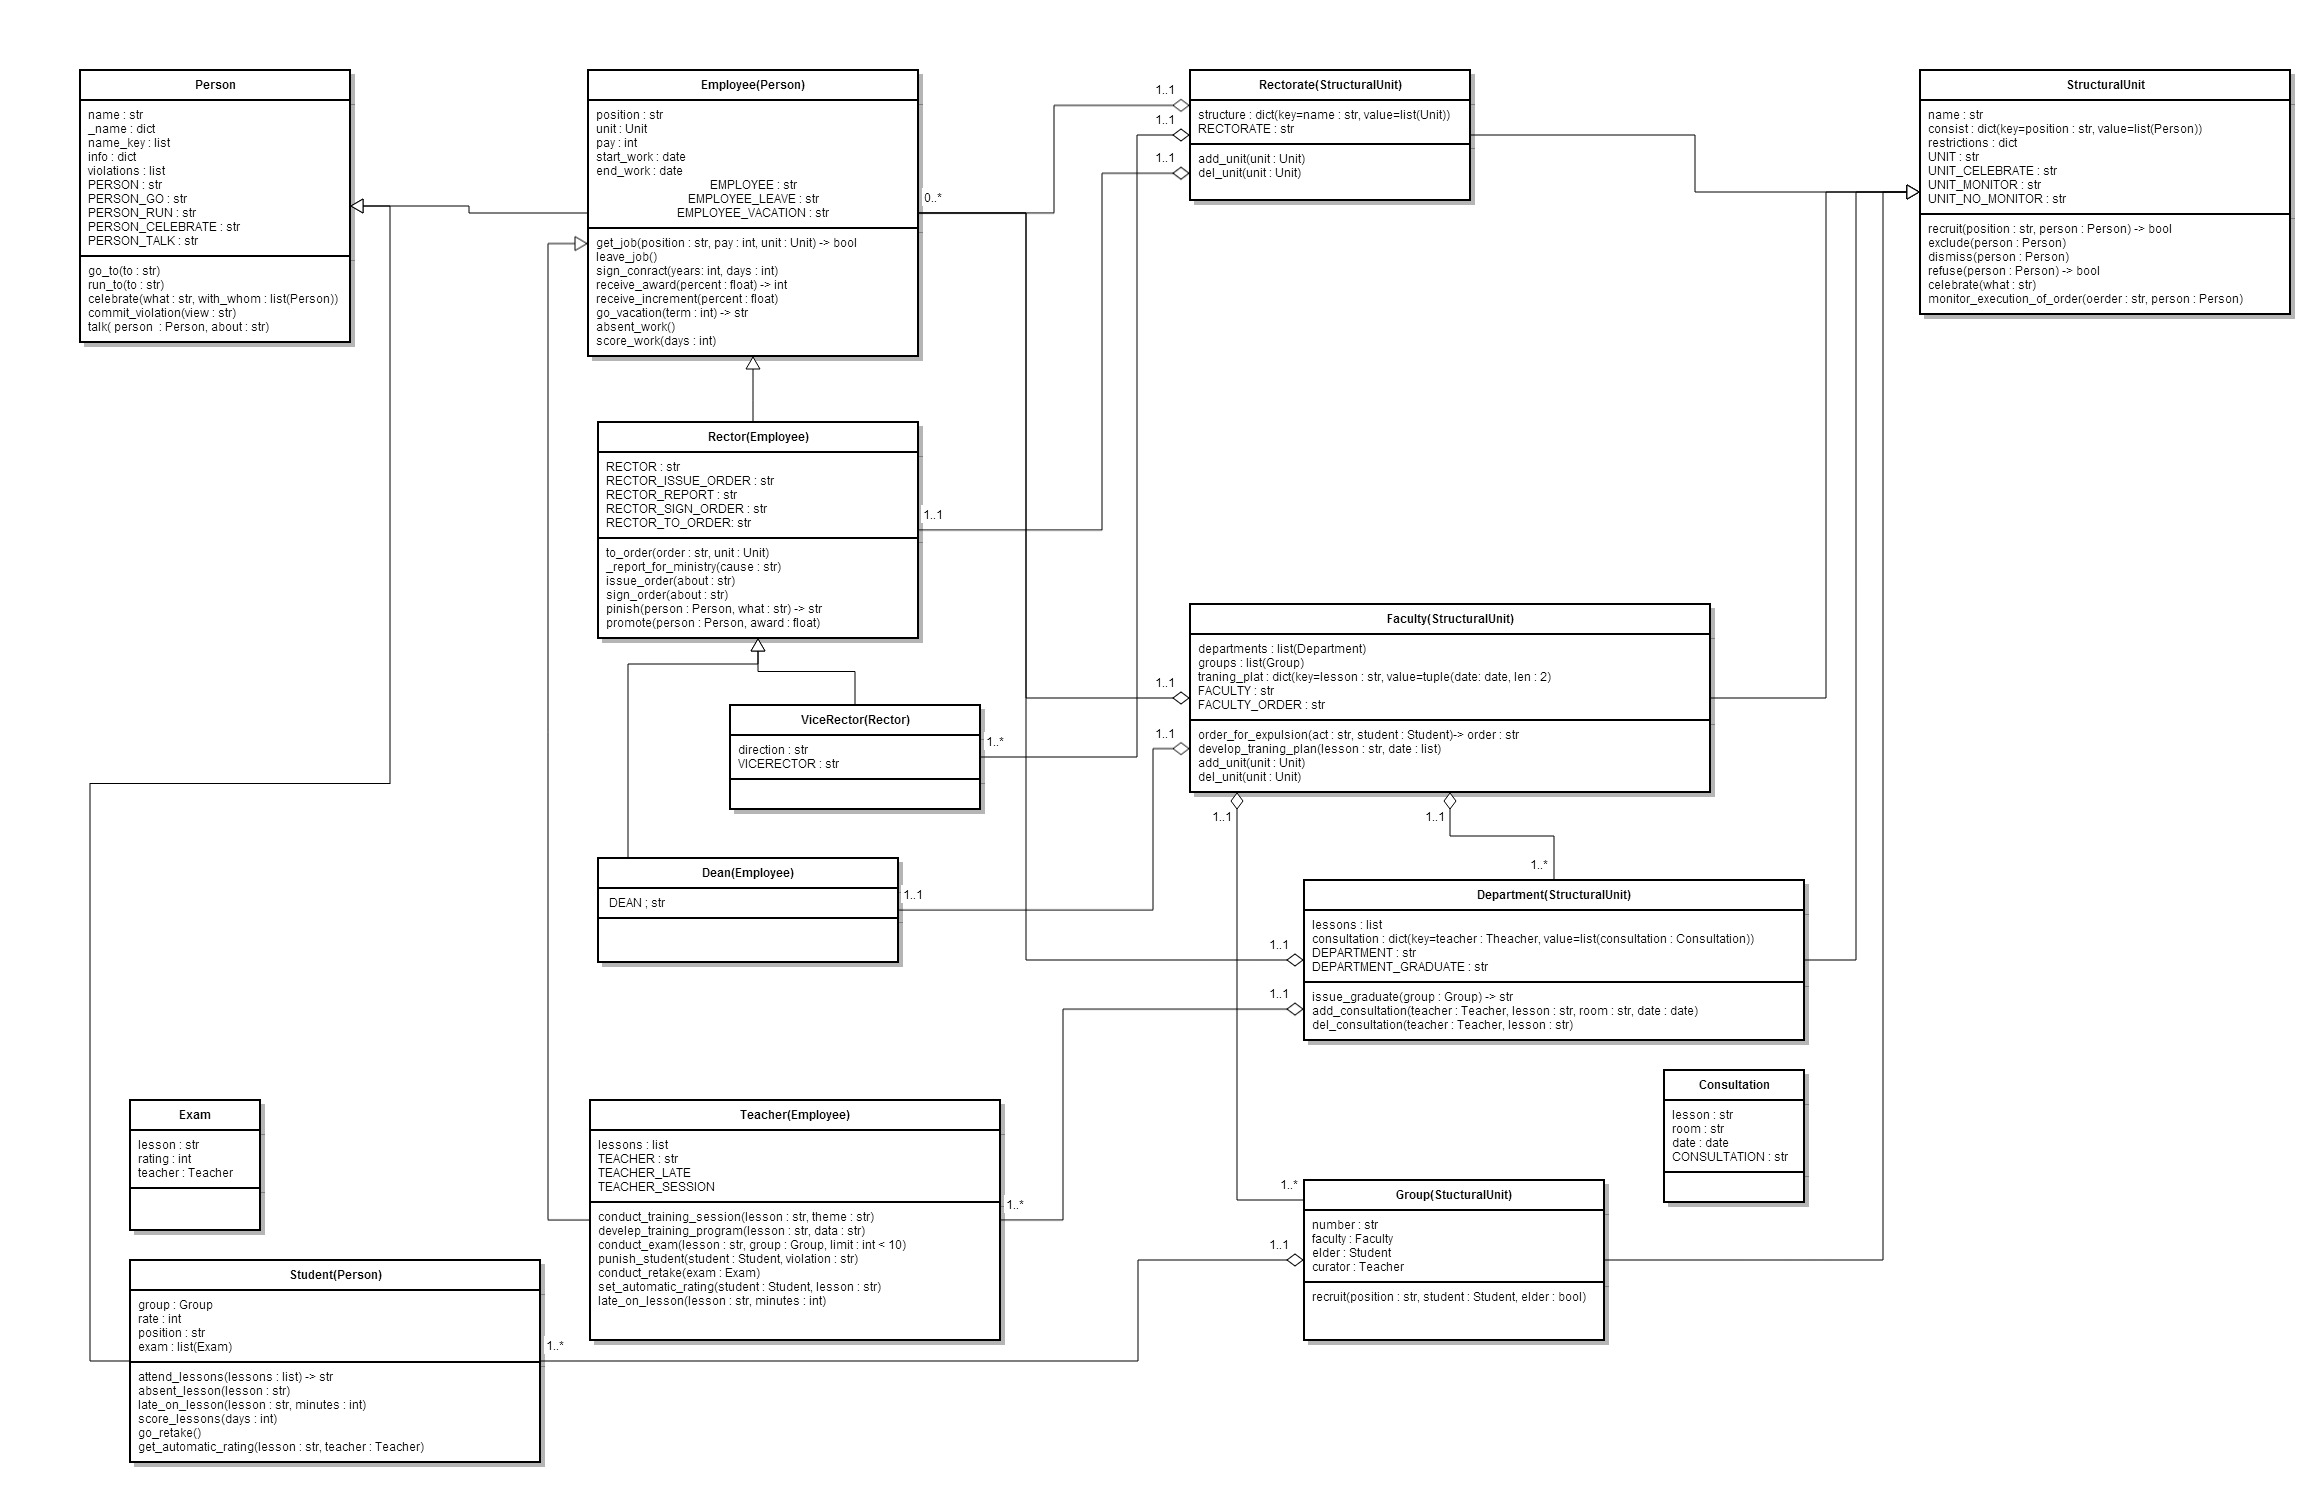 Person
name : str
_name : dict
name_key : list
info : dict
violations : list
PERSON : str
PERSON_GO : str
PERSON_RUN : str
PERSON_CELEBRATE : str
PERSON_TALK : str
go_to(to : str)
run_to(to : str)
celebrate(what : str, with_whom : list(Person))
commit_violation(view : str)
talk( person  : Person, about : str)
Employee(Person)
position : str
unit : Unit
pay : int
start_work : date
end_work : date
EMPLOYEE : str
EMPLOYEE_LEAVE : str
EMPLOYEE_VACATION : str
get_job(position : str, pay : int, unit : Unit) -> bool
leave_job()
sign_conract(years: int, days : int)
receive_award(percent : float) -> int
receive_increment(percent : float)
go_vacation(term : int) -> str
absent_work()
score_work(days : int)
0..*
1..1
1..1
1..1
Rectorate(StructuralUnit)
structure : dict(key=name : str, value=list(Unit))
RECTORATE : str
add_unit(unit : Unit)
del_unit(unit : Unit)
StructuralUnit
name : str
consist : dict(key=position : str, value=list(Person))
restrictions : dict
UNIT : str
UNIT_CELEBRATE : str
UNIT_MONITOR : str
UNIT_NO_MONITOR : str
recruit(position : str, person : Person) -> bool
exclude(person : Person)
dismiss(person : Person)
refuse(person : Person) -> bool
celebrate(what : str)
monitor_execution_of_order(oerder : str, person : Person)
Rector(Employee)
RECTOR : str
RECTOR_ISSUE_ORDER : str
RECTOR_REPORT : str
RECTOR_SIGN_ORDER : str
RECTOR_TO_ORDER: str
to_order(order : str, unit : Unit)
_report_for_ministry(cause : str)
issue_order(about : str)
sign_order(about : str)
pinish(person : Person, what : str) -> str
promote(person : Person, award : float)
1..1
ViceRector(Rector)
direction : str
VICERECTOR : str
1..*
1..1
1..1
Faculty(StructuralUnit)
departments : list(Department)
groups : list(Group)
traning_plat : dict(key=lesson : str, value=tuple(date: date, len : 2)
FACULTY : str
FACULTY_ORDER : str
order_for_expulsion(act : str, student : Student)-> order : str
develop_traning_plan(lesson : str, date : list)
add_unit(unit : Unit)
del_unit(unit : Unit)
1..1
1..1
1..*
Dean(Employee)
DEAN ; str
1..1
1..1
1..1
Department(StructuralUnit)
lessons : list
consultation : dict(key=teacher : Theacher, value=list(consultation : Consultation))
DEPARTMENT : str
DEPARTMENT_GRADUATE : str
issue_graduate(group : Group) -> str
add_consultation(teacher : Teacher, lesson : str, room : str, date : date)
del_consultation(teacher : Teacher, lesson : str)
Exam
lesson : str
rating : int
teacher : Teacher
Teacher(Employee)
lessons : list
TEACHER : str
TEACHER_LATE
TEACHER_SESSION
conduct_training_session(lesson : str, theme : str)
develep_training_program(lesson : str, data : str)
conduct_exam(lesson : str, group : Group, limit : int < 10)
punish_student(student : Student, violation : str)
conduct_retake(exam : Exam)
set_automatic_rating(student : Student, lesson : str)
late_on_lesson(lesson : str, minutes : int)
1..*
Consultation
lesson : str
room : str
date : date
CONSULTATION : str
1..*
1..1
Group(StucturalUnit)
number : str
faculty : Faculty
elder : Student
curator : Teacher
recruit(position : str, student : Student, elder : bool)
Student(Person)
group : Group
rate : int
position : str
exam : list(Exam)
attend_lessons(lessons : list) -> str
absent_lesson(lesson : str)
late_on_lesson(lesson : str, minutes : int)
score_lessons(days : int)
go_retake()
get_automatic_rating(lesson : str, teacher : Teacher)
1..*